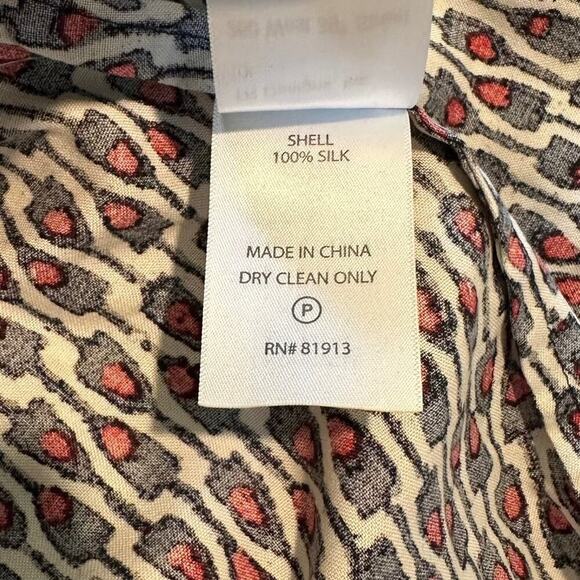 SHELL
100% SILK
MADE IN CHINA
DRY CLEAN ONLY
P
RN# 81913